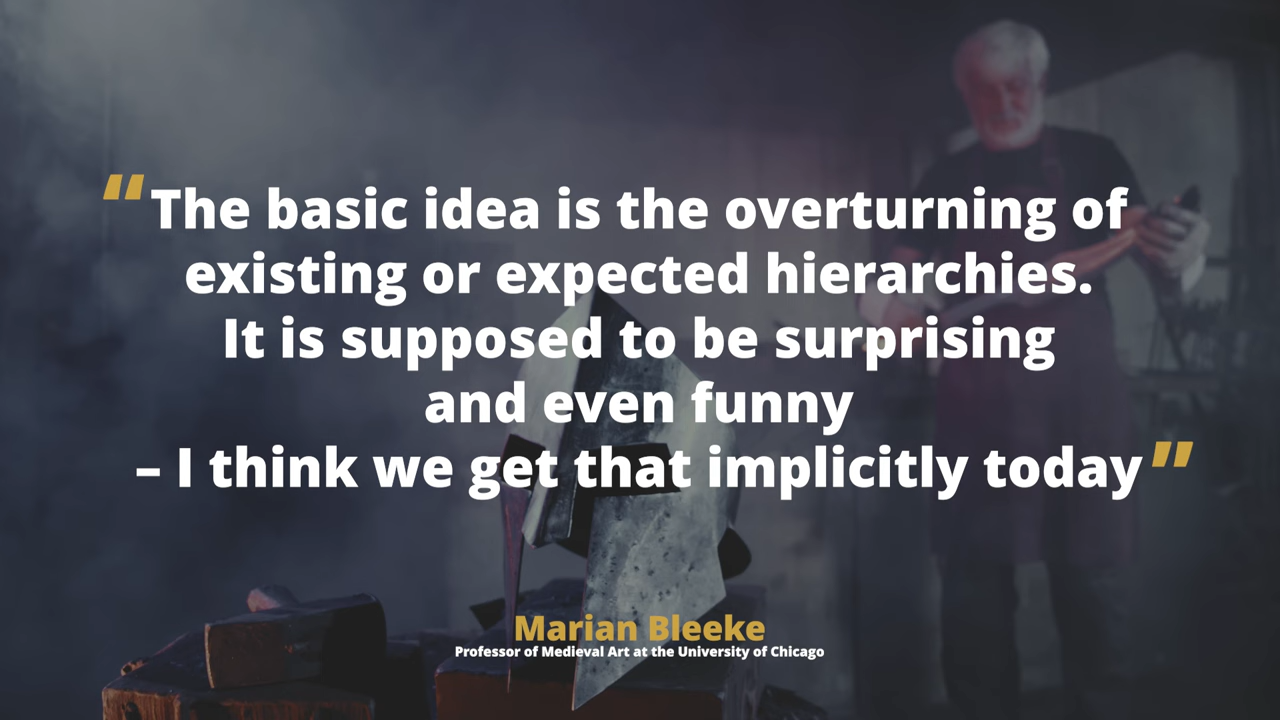 “The basic idea is the overturning of
existing or expected hierarchies.
It is supposed to be surprising
and even funny
– I think we get that implicitly today”
Marian Bleeke
Professor of Medieval Art at the University of Chicago